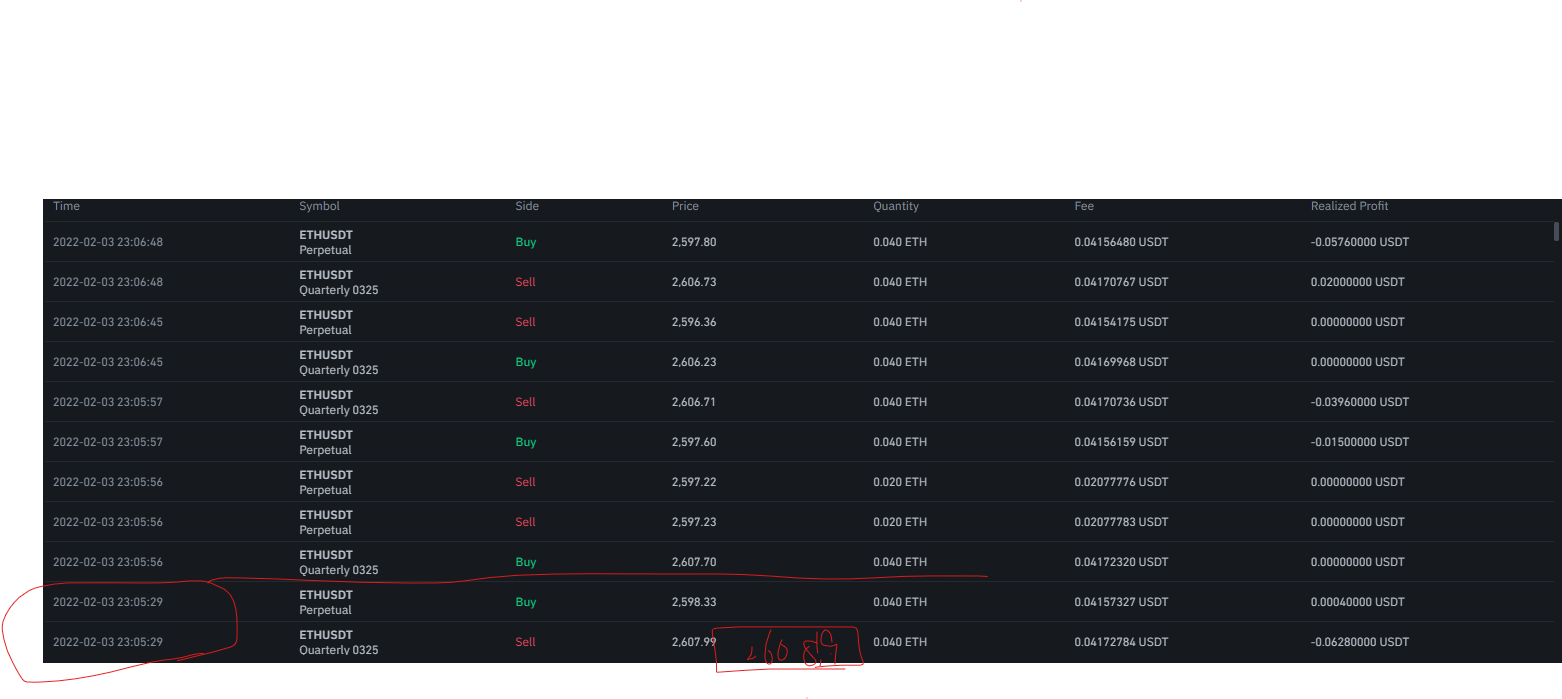 Time Symbol Side Price Quantity Fee Realized Profit
2022-02-03 23:06:48 ETHUSDT Perpetual Buy 2,597.80 0.040 ETH 0.04156480 USDT -0.05760000 USDT
2022-02-03 23:06:48 ETHUSDT Quarterly 0325 Sell 2,606.73 0.040 ETH 0.04170767 USDT 0.02000000 USDT
2022-02-03 23:06:45 ETHUSDT Perpetual Sell 2,596.36 0.040 ETH 0.04154175 USDT 0.00000000 USDT
2022-02-03 23:06:45 ETHUSDT Quarterly 0325 Buy 2,606.23 0.040 ETH 0.04169968 USDT 0.00000000 USDT
2022-02-03 23:05:57 ETHUSDT Quarterly 0325 Sell 2,606.71 0.040 ETH 0.04170736 USDT -0.03960000 USDT
2022-02-03 23:05:57 ETHUSDT Perpetual Buy 2,597.60 0.040 ETH 0.04156159 USDT -0.01500000 USDT
2022-02-03 23:05:56 ETHUSDT Perpetual Sell 2,597.22 0.020 ETH 0.02077776 USDT 0.00000000 USDT
2022-02-03 23:05:56 ETHUSDT Perpetual Sell 2,597.23 0.020 ETH 0.02077783 USDT 0.00000000 USDT
2022-02-03 23:05:56 ETHUSDT Quarterly 0325 Buy 2,607.70 0.040 ETH 0.04172320 USDT 0.00000000 USDT
2022-02-03 23:05:29 ETHUSDT Perpetual Buy 2,598.33 0.040 ETH 0.04157327 USDT 0.00040000 USDT
2022-02-03 23:05:29 ETHUSDT Quarterly 0325 Sell 2,607.99 0.040 ETH 0.04172784 USDT -0.06280000 USDT